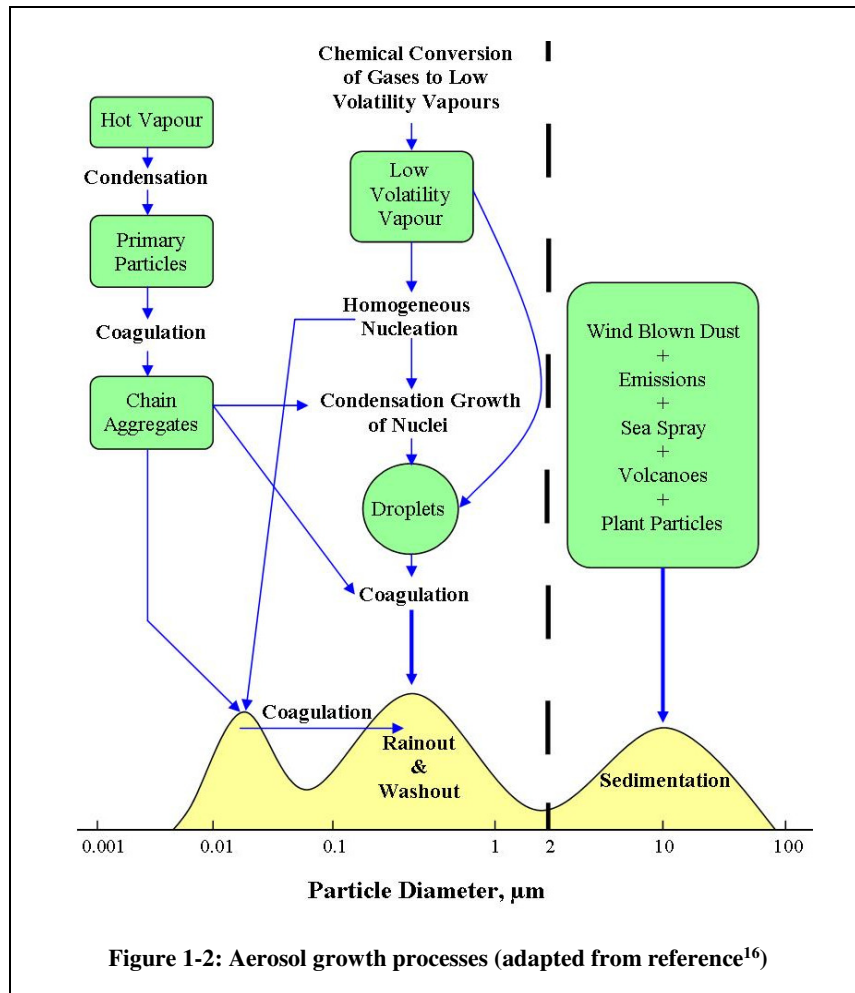 Chemical Conversion
of Gases to Low
Volatility Vapours
Hot Vapour
Condensation
Primary
Particles
Coagulation
Chain
Aggregates
Low
Volatility
Vapour
Homogeneous
Nucleation
Condensation Growth
of Nuclei
Droplets
Coagulation
Wind Blown Dust
+
Emissions
+
Sea Spray
+
Volcanoes
+
Plant Particles
Coagulation
Rainout
&
Washout
Sedimentation
0.001 0.01 0.1 1 2 10 100
Particle Diameter, µm
Figure 1-2: Aerosol growth processes (adapted from reference¹⁶)